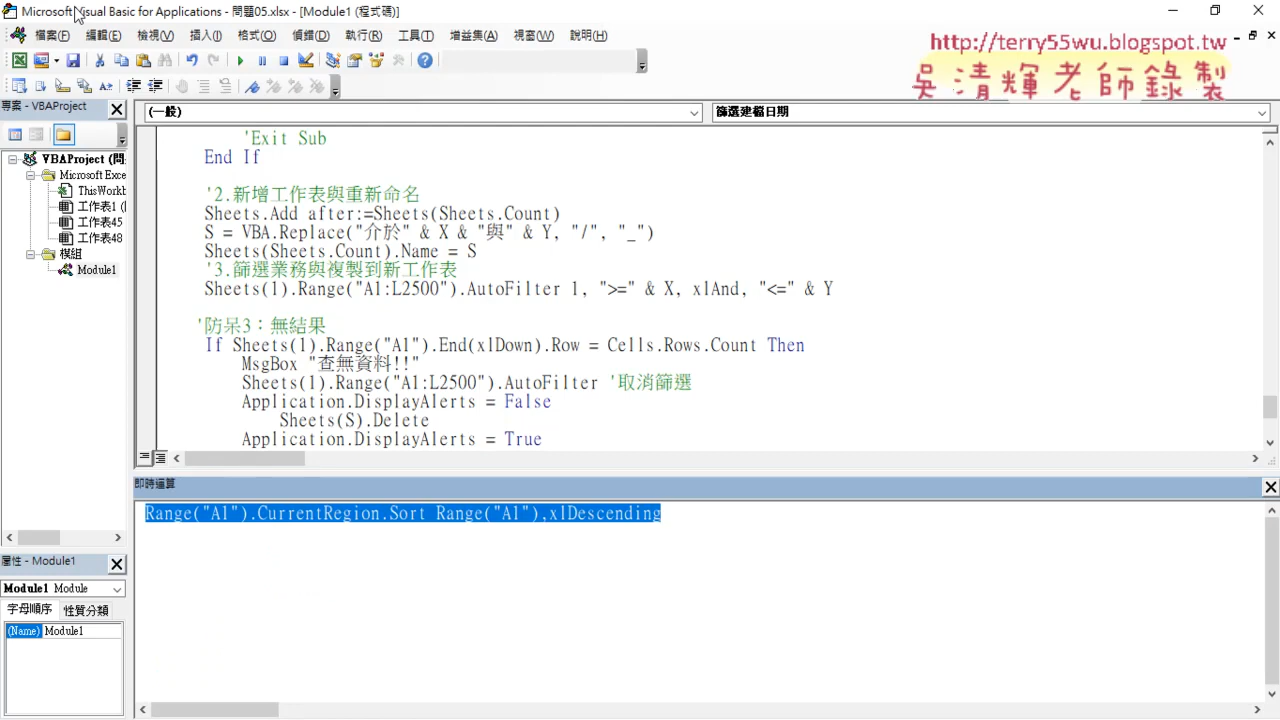 Microsoft Visual Basic for Applications - 問題05.xlsx - [Module1 (程式碼)]
檔案(F) 編輯(E) 檢視(V) 插入(I) 格式(O) 偵錯(D) 執行(R) 工具(T) 增益集(A) 視窗(W) 說明(H)
http://terry55wu.blogspot.tw
吳清輝老師錄製
專案 - VBAProject
(一般)
篩選建檔日期
VBAProject (問
Microsoft Exce
ThisWorkb
工作表1 (
工作表45
工作表48
模組
Module1
'Exit Sub
End If
'2.新增工作表與重新命名
Sheets.Add after:=Sheets(Sheets.Count)
S = VBA.Replace("介於" & X & "與" & Y, "/", "_")
Sheets(Sheets.Count).Name = S
'3.篩選業務與複製到新工作表
Sheets(1).Range("A1:L2500").AutoFilter 1, ">=" & X, xlAnd, "<=" & Y
'防呆3：無結果
If Sheets(1).Range("A1").End(xlDown).Row = Cells.Rows.Count Then
MsgBox "查無資料!!"
Sheets(1).Range("A1:L2500").AutoFilter '取消篩選
Application.DisplayAlerts = False
Sheets(S).Delete
Application.DisplayAlerts = True
即時運算
Range("A1").CurrentRegion.Sort Range("A1"),xlDescending
屬性 - Module1
Module1 Module
字母順序 性質分類
(Name) Module1